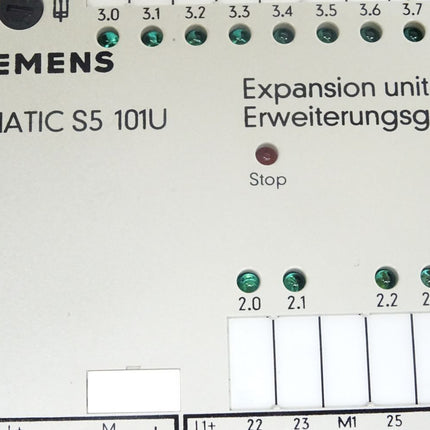 3.0 3.1 3.2 3.3 3.4 3.5 3.6 3.7
EMENS
Expansion unit
ATIC S5 101U
Erweiterungsg
Stop
2.0 2.1 2.2 2
M L1+ 22 23 M1 25